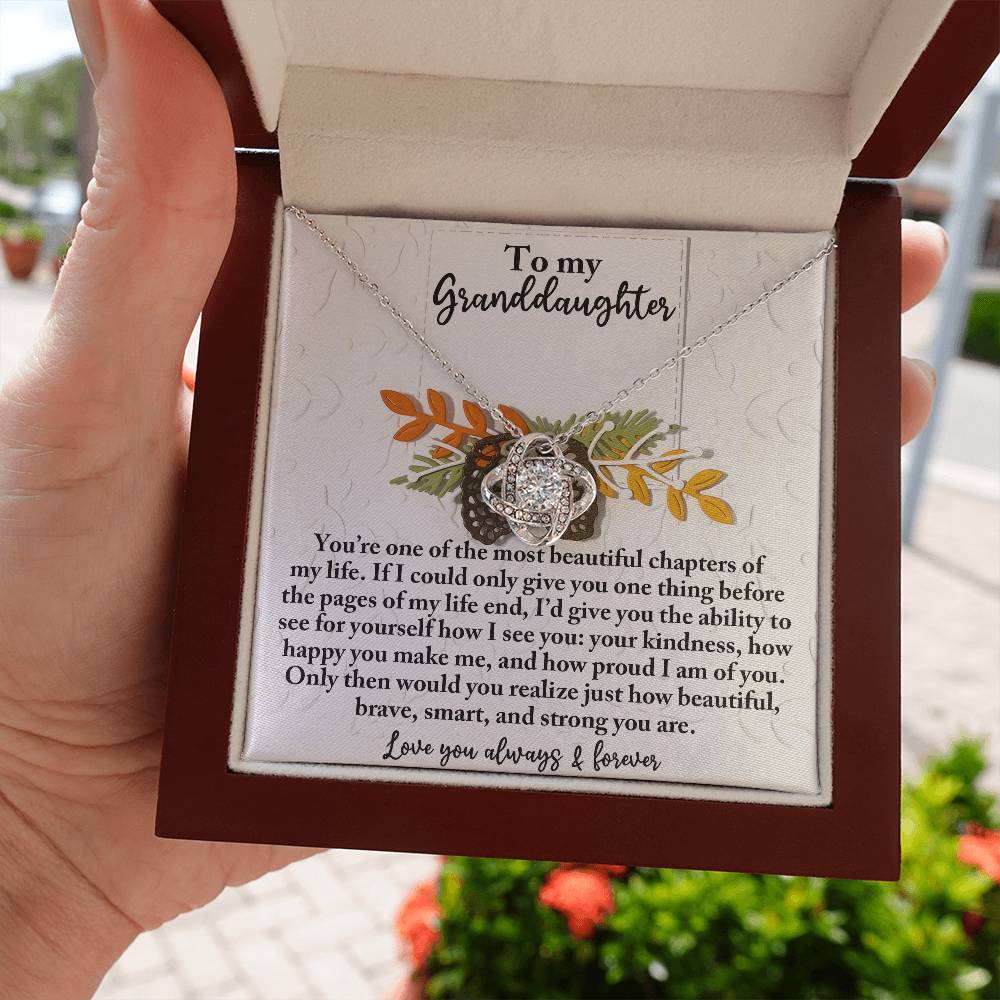 To my
Granddaughter
You're one of the most beautiful chapters of
my life. If I could only give you one thing before
the pages of my life end, I'd give you the ability to
see for yourself how I see you: your kindness, how
happy you make me, and how proud I am of you.
Only then would you realize just how beautiful,
brave, smart, and strong you are.
Love you always & forever